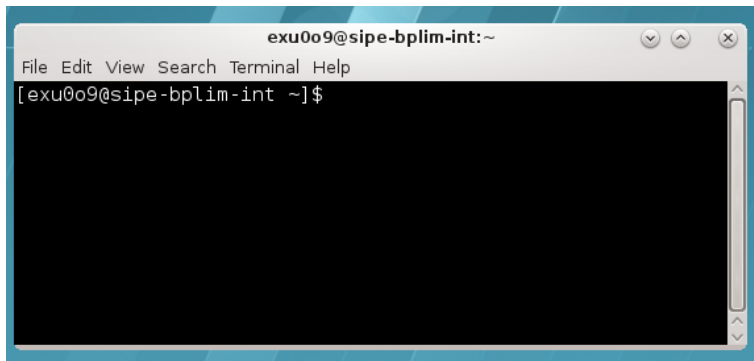 exu0o9@sipe-bplim-int:~
File Edit View Search Terminal Help
[exu0o9@sipe-bplim-int ~]$